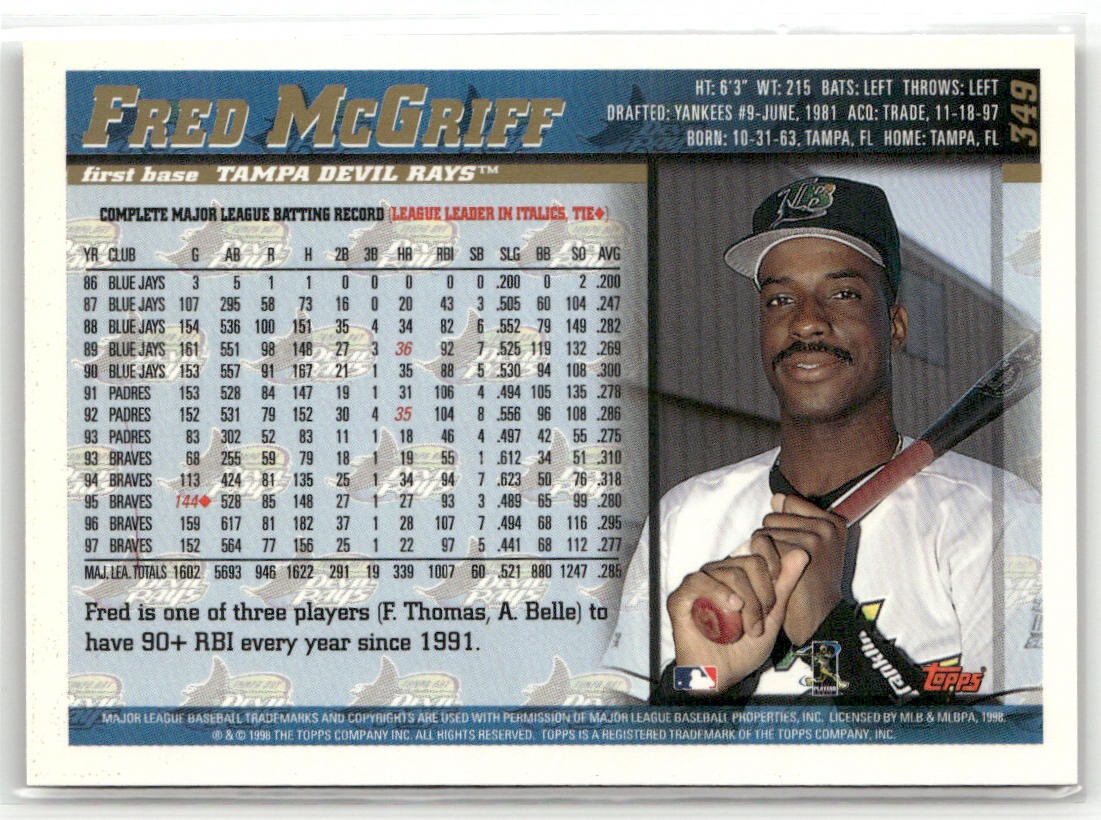 FRED MCGRIFF
HT: 6'3" WT: 215 BATS: LEFT THROWS: LEFT
DRAFTED: YANKEES #9-JUNE, 1981 ACQ: TRADE, 11-18-97
BORN: 10-31-63, TAMPA, FL HOME: TAMPA, FL
349
first base TAMPA DEVIL RAYS™
COMPLETE MAJOR LEAGUE BATTING RECORD (LEAGUE LEADER IN ITALICS, TIE♦)
YR CLUB G AB R H 2B 3B HR RBI SB SLG BB SO AVG
86 BLUE JAYS 3 5 1 1 0 0 0 0 0 .200 0 2 .200
87 BLUE JAYS 107 295 58 73 16 0 20 43 3 .505 60 104 .247
88 BLUE JAYS 154 536 100 151 35 4 34 82 6 .552 79 149 .282
89 BLUE JAYS 161 551 98 148 27 3 36 92 7 .525 119 132 .269
90 BLUE JAYS 153 557 91 167 21 1 35 88 5 .530 94 108 .300
91 PADRES 153 528 84 147 19 1 31 106 4 .494 105 135 .278
92 PADRES 152 531 79 152 30 4 35 104 8 .556 96 108 .286
93 PADRES 83 302 52 83 11 1 18 46 4 .497 42 55 .275
93 BRAVES 68 255 59 79 18 1 19 55 1 .612 34 51 .310
94 BRAVES 113 424 81 135 25 1 34 94 7 .623 50 76 .318
95 BRAVES 144♦ 528 85 148 27 1 27 93 3 .489 65 99 .280
96 BRAVES 159 617 81 182 37 1 28 107 7 .494 68 116 .295
97 BRAVES 152 564 77 156 25 1 22 97 5 .441 68 112 .277
MAJ. LEA. TOTALS 1602 5693 946 1622 291 19 339 1007 60 .521 880 1247 .285
Fred is one of three players (F. Thomas, A. Belle) to
have 90+ RBI every year since 1991.
franklin
TOPPS
PLAYERS
MAJOR LEAGUE BASEBALL TRADEMARKS AND COPYRIGHTS ARE USED WITH PERMISSION OF MAJOR LEAGUE BASEBALL PROPERTIES, INC. LICENSED BY MLB & MLBPA, 1998.
® & © 1998 THE TOPPS COMPANY INC. ALL RIGHTS RESERVED. TOPPS IS A REGISTERED TRADEMARK OF THE TOPPS COMPANY, INC.